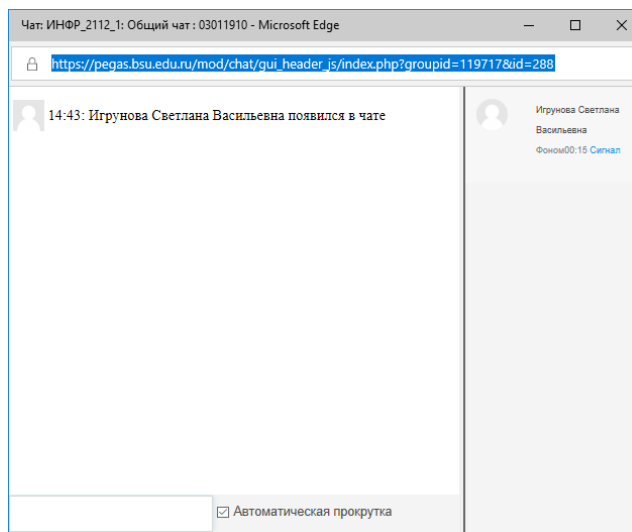 Чат: ИНФР_2112_1: Общий чат : 03011910 - Microsoft Edge
https://pegas.bsu.edu.ru/mod/chat/gui_header_js/index.php?groupid=119717&id=288
14:43: Игрунова Светлана Васильевна появился в чате
Игрунова Светлана
Васильевна
Фоном00:15 Сигнал
Автоматическая прокрутка